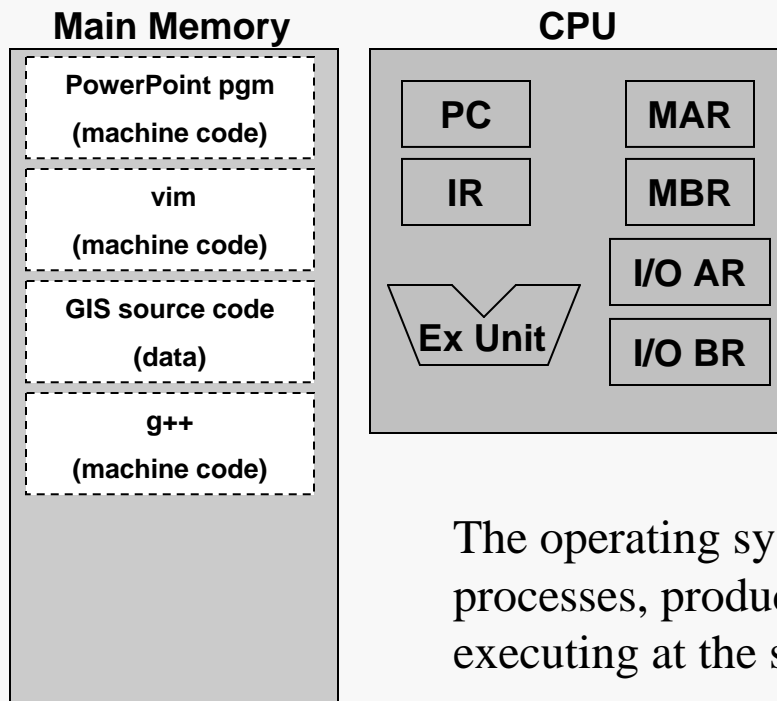 Main Memory
PowerPoint pgm
(machine code)
vim
(machine code)
GIS source code
(data)
g++
(machine code)
CPU
PC
MAR
IR
MBR
I/O AR
Ex Unit
I/O BR
The operating sy
processes, produ
executing at the